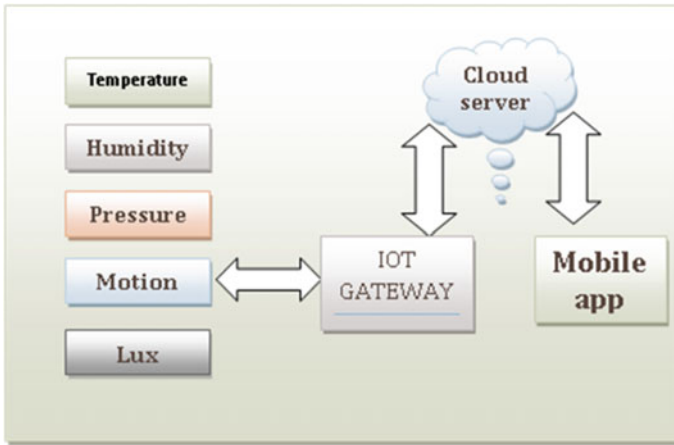 Temperature
Humidity
Pressure
Motion
Lux
Cloud
server
IOT
GATEWAY
Mobile
app